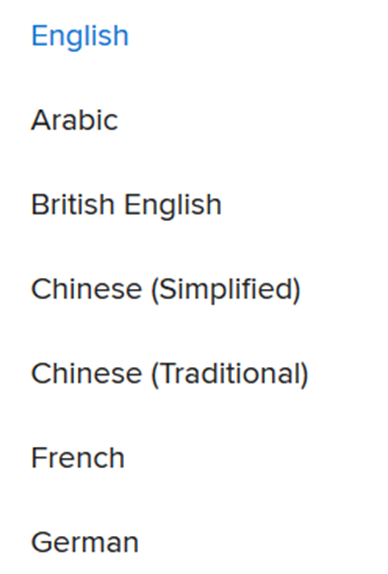 English
Arabic
British English
Chinese (Simplified)
Chinese (Traditional)
French
German